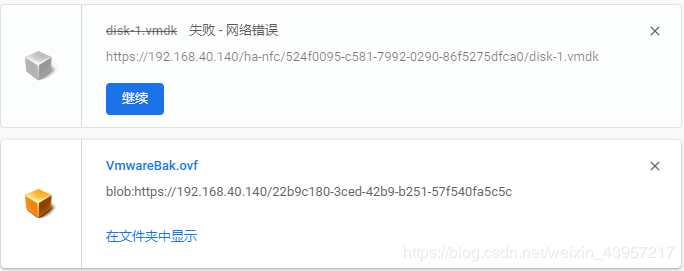 disk-1.vmdk 失败 - 网络错误
https://192.168.40.140/ha-nfc/524f0095-c581-7992-0290-86f5275dfca0/disk-1.vmdk
继续
VmwareBak.ovf
blob:https://192.168.40.140/22b9c180-3ced-42b9-b251-57f540fa5c5c
在文件夹中显示
https://blog.csdn.net/weixin_43957217